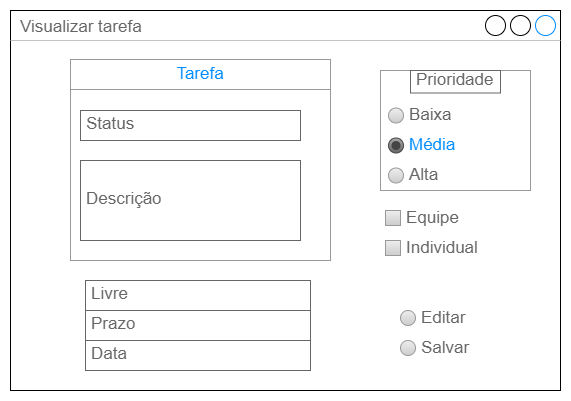 Visualizar tarefa
Tarefa
Status
Descrição
Prioridade
Baixa
Média
Alta
Equipe
Individual
Livre
Prazo
Data
Editar
Salvar